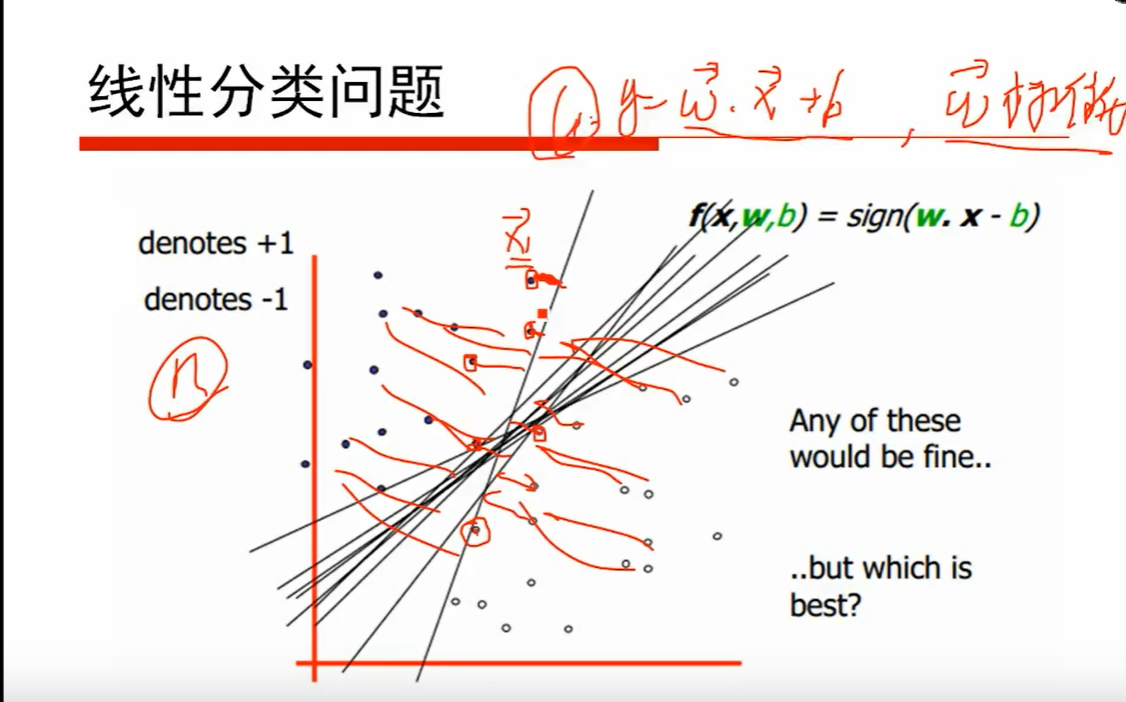 线性分类问题
y = w⃗ · x⃗ + b , w⃗
f(x,w,b) = sign(w. x - b)
denotes +1
denotes -1
x⃗₁
n
Any of these
would be fine..
..but which is
best?